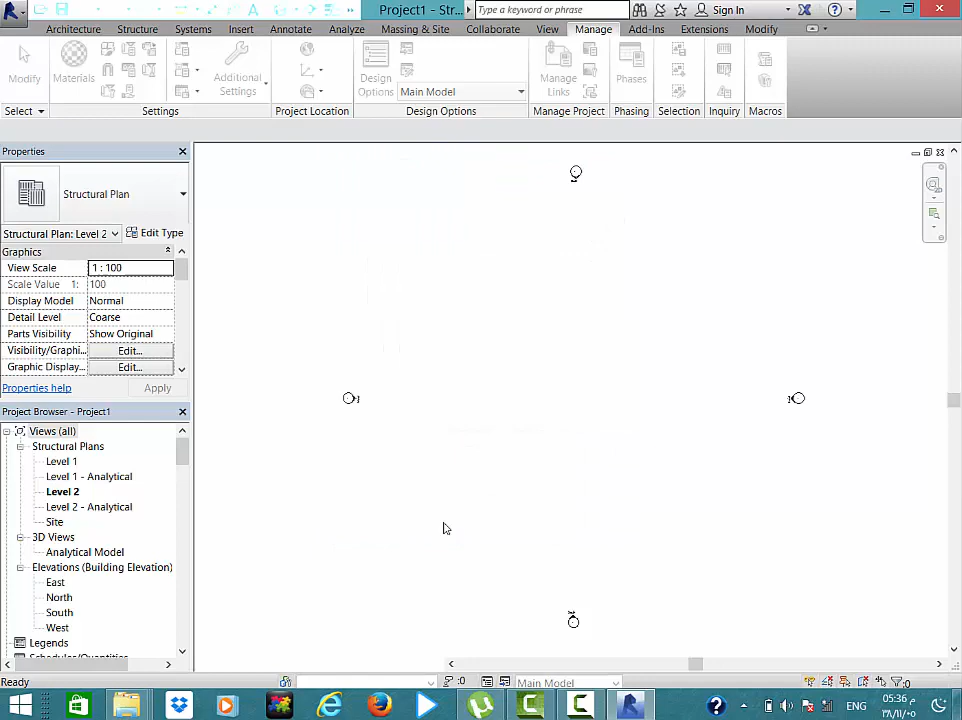 Project1 - Str...
Type a keyword or phrase
Sign In
Architecture Structure Systems Insert Annotate Analyze Massing & Site Collaborate View Manage Add-Ins Extensions Modify
Modify
Materials
Additional Settings
Design Options
Main Model
Manage Links
Phases
Select
Settings
Project Location
Design Options
Manage Project
Phasing
Selection
Inquiry
Macros
Properties
Structural Plan
Structural Plan: Level 2
Edit Type
Graphics
View Scale 1 : 100
Scale Value 1: 100
Display Model Normal
Detail Level Coarse
Parts Visibility Show Original
Visibility/Graphi... Edit...
Graphic Display... Edit...
Properties help
Apply
Project Browser - Project1
Views (all)
Structural Plans
Level 1
Level 1 - Analytical
Level 2
Level 2 - Analytical
Site
3D Views
Analytical Model
Elevations (Building Elevation)
East
North
South
West
Legends
Schedules/Quantities
Ready
:0
Main Model
:0
ENG
05:36 م